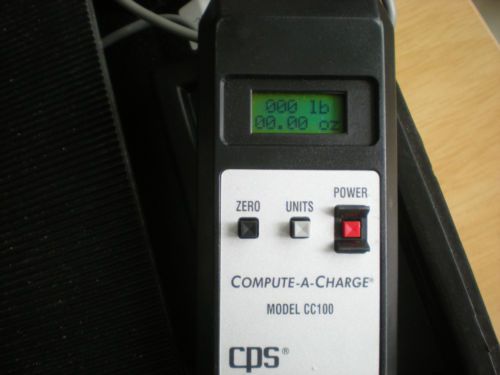 000 lb
00.00 oz
ZERO UNITS POWER
COMPUTE-A-CHARGE®
MODEL CC100
cps®